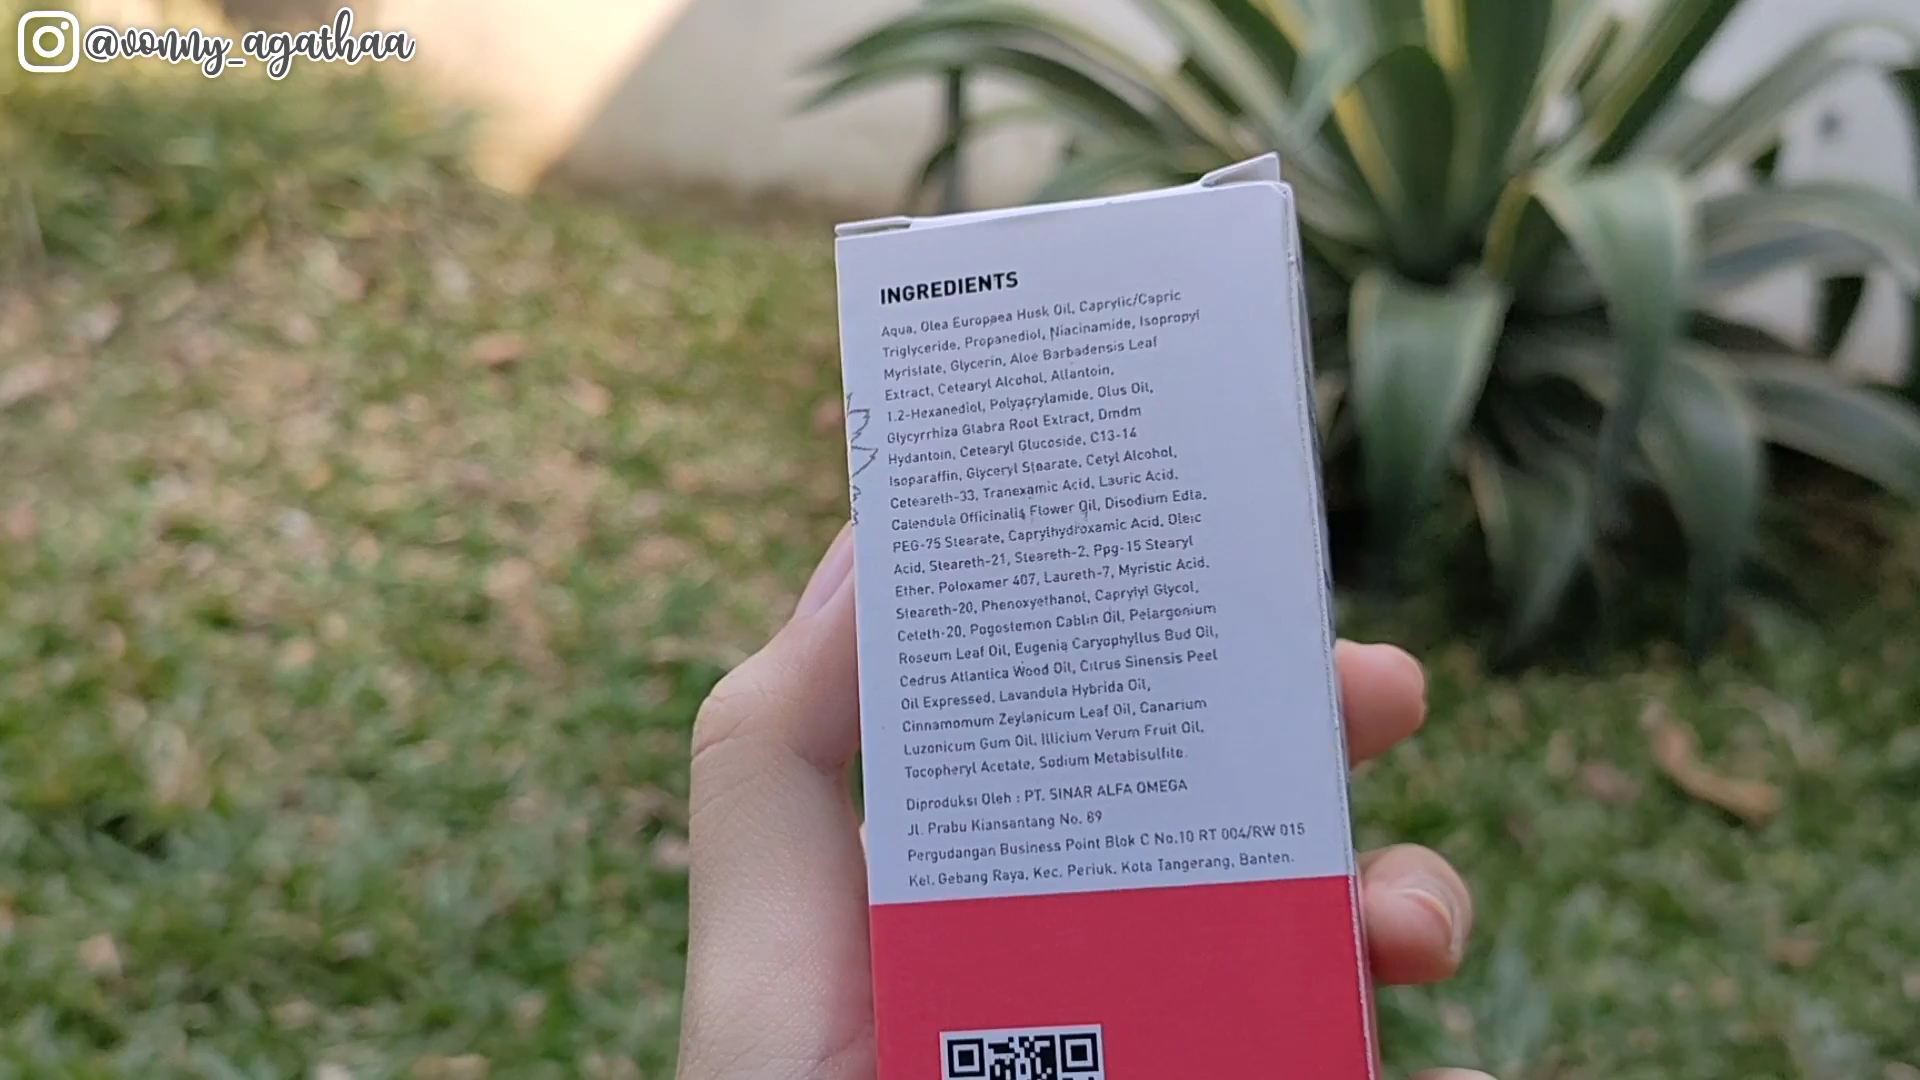 @vonny_agathaa
INGREDIENTS
Aqua, Olea Europaea Husk Oil, Caprylic/Capric
Triglyceride, Propanediol, Niacinamide, Isopropyl
Myristate, Glycerin, Aloe Barbadensis Leaf
Extract, Cetearyl Alcohol, Allantoin,
1,2-Hexanediol, Polyacrylamide, Olus Oil,
Glycyrrhiza Glabra Root Extract, Dmdm
Hydantoin, Cetearyl Glucoside, C13-14
Isoparaffin, Glyceryl Stearate, Cetyl Alcohol,
Ceteareth-33, Tranexamic Acid, Lauric Acid,
Calendula Officinalis Flower Oil, Disodium Edta,
PEG-75 Stearate, Caprylhydroxamic Acid, Oleic
Acid, Steareth-21, Steareth-2, Ppg-15 Stearyl
Ether, Poloxamer 407, Laureth-7, Myristic Acid,
Steareth-20, Phenoxyethanol, Caprylyl Glycol,
Ceteth-20, Pogostemon Cablin Oil, Pelargonium
Roseum Leaf Oil, Eugenia Caryophyllus Bud Oil,
Cedrus Atlantica Wood Oil, Citrus Sinensis Peel
Oil Expressed, Lavandula Hybrida Oil,
Cinnamomum Zeylanicum Leaf Oil, Canarium
Luzonicum Gum Oil, Illicium Verum Fruit Oil,
Tocopheryl Acetate, Sodium Metabisulfite.
Diproduksi Oleh : PT. SINAR ALFA OMEGA
Jl. Prabu Kiansantang No. 69
Pergudangan Business Point Blok C No.10 RT 004/RW 015
Kel. Gebang Raya, Kec. Periuk, Kota Tangerang, Banten.